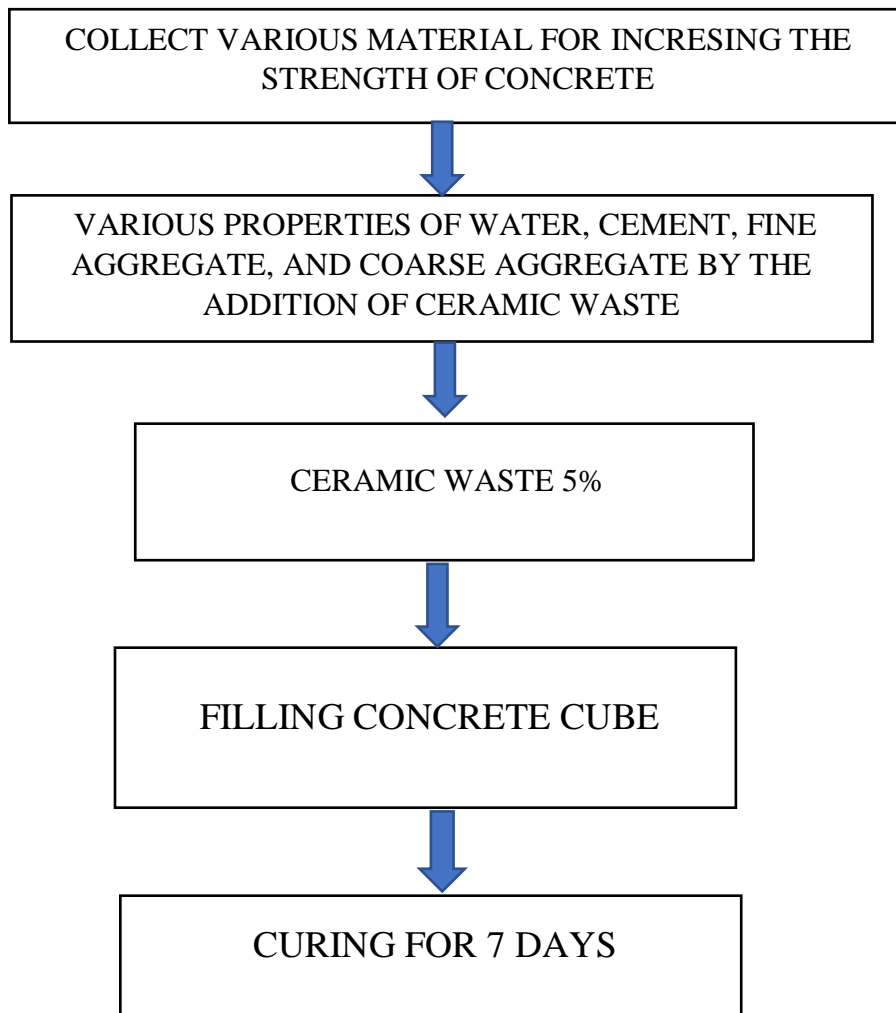 COLLECT VARIOUS MATERIAL FOR INCRESING THE
STRENGTH OF CONCRETE
VARIOUS PROPERTIES OF WATER, CEMENT, FINE
AGGREGATE, AND COARSE AGGREGATE BY THE
ADDITION OF CERAMIC WASTE
CERAMIC WASTE 5%
FILLING CONCRETE CUBE
CURING FOR 7 DAYS